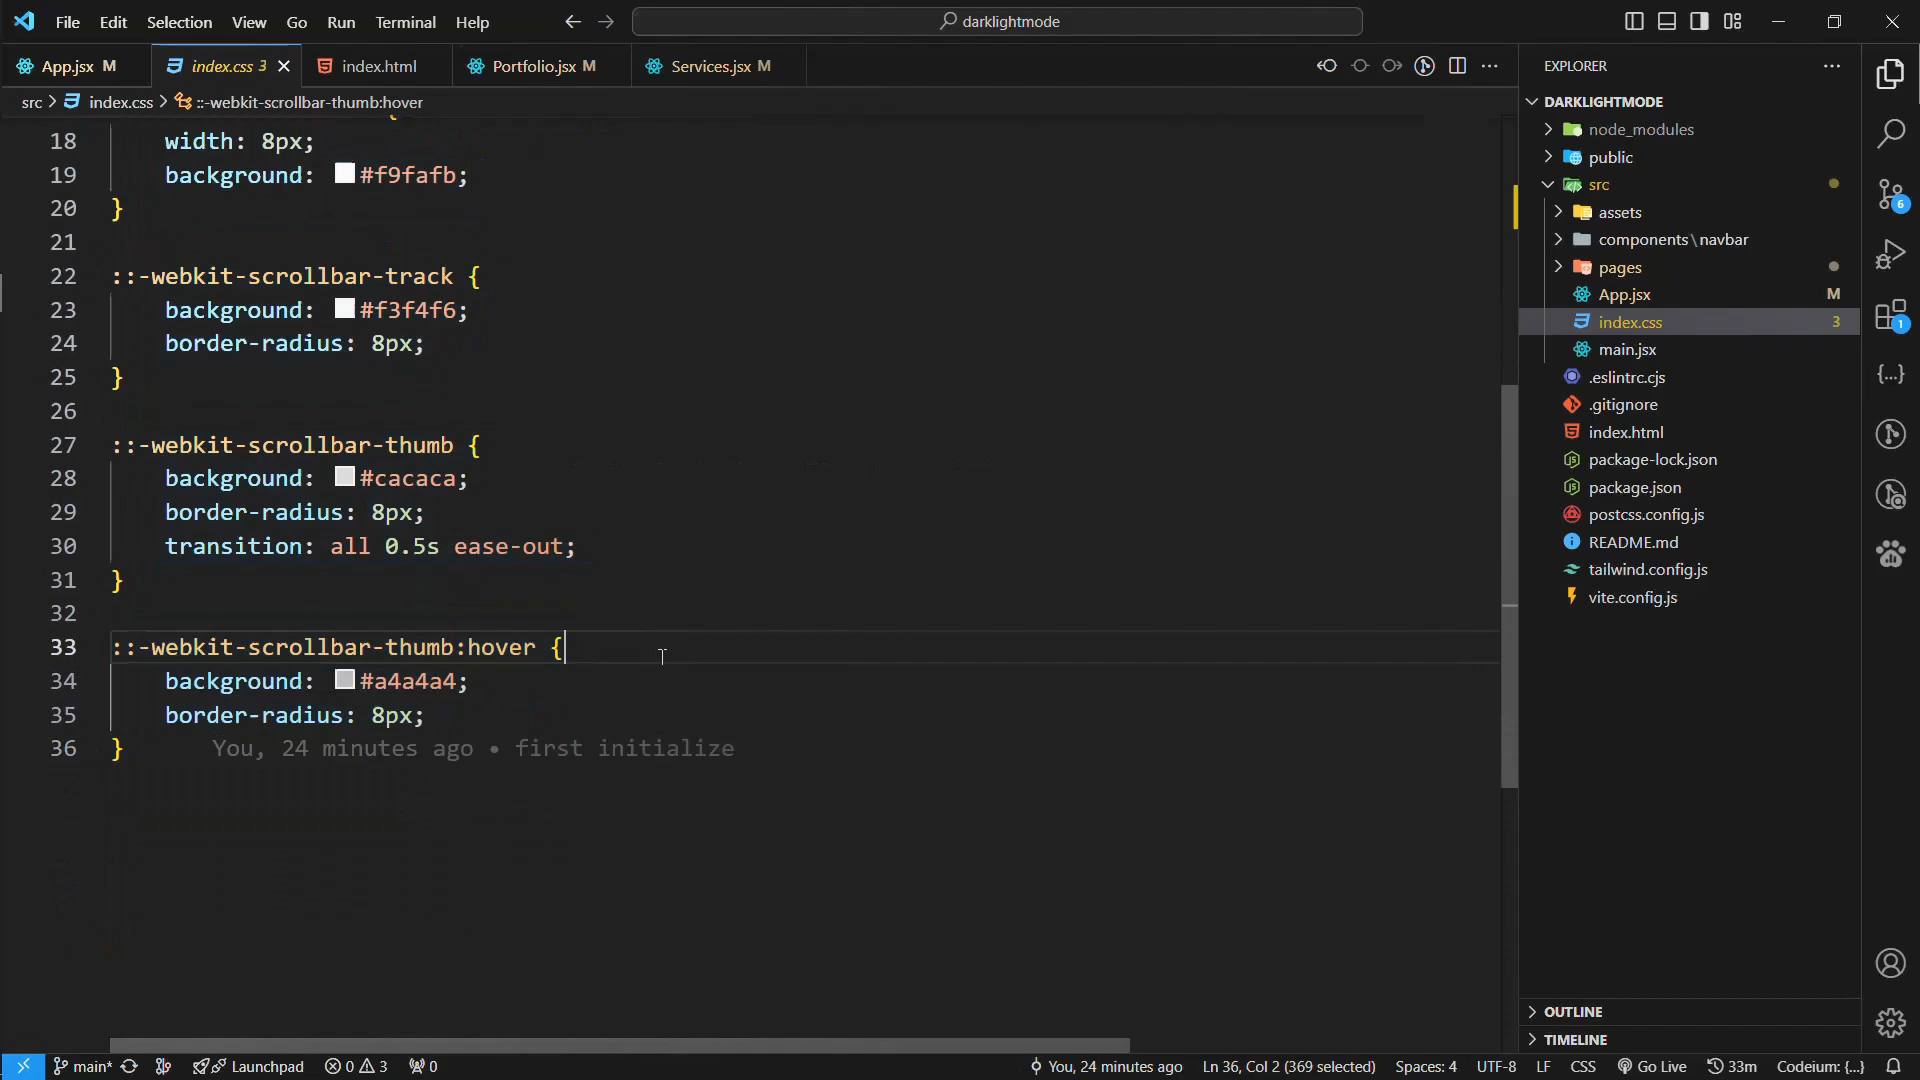 File Edit Selection View Go Run Terminal Help
darklightmode
App.jsx M
index.css 3
index.html
Portfolio.jsx M
Services.jsx M
src > index.css > ::-webkit-scrollbar-thumb:hover
18 width: 8px;
19 background: #f9fafb;
20 }
21
22 ::-webkit-scrollbar-track {
23 background: #f3f4f6;
24 border-radius: 8px;
25 }
26
27 ::-webkit-scrollbar-thumb {
28 background: #cacaca;
29 border-radius: 8px;
30 transition: all 0.5s ease-out;
31 }
32
33 ::-webkit-scrollbar-thumb:hover {
34 background: #a4a4a4;
35 border-radius: 8px;
36 } You, 24 minutes ago • first initialize
EXPLORER
DARKLIGHTMODE
node_modules
public
src
assets
components\navbar
pages
App.jsx M
index.css 3
main.jsx
.eslintrc.cjs
.gitignore
index.html
package-lock.json
package.json
postcss.config.js
README.md
tailwind.config.js
vite.config.js
OUTLINE
TIMELINE
6
1
main* Launchpad 0 3 0
You, 24 minutes ago Ln 36, Col 2 (369 selected) Spaces: 4 UTF-8 LF CSS Go Live 33m Codeium: {...}